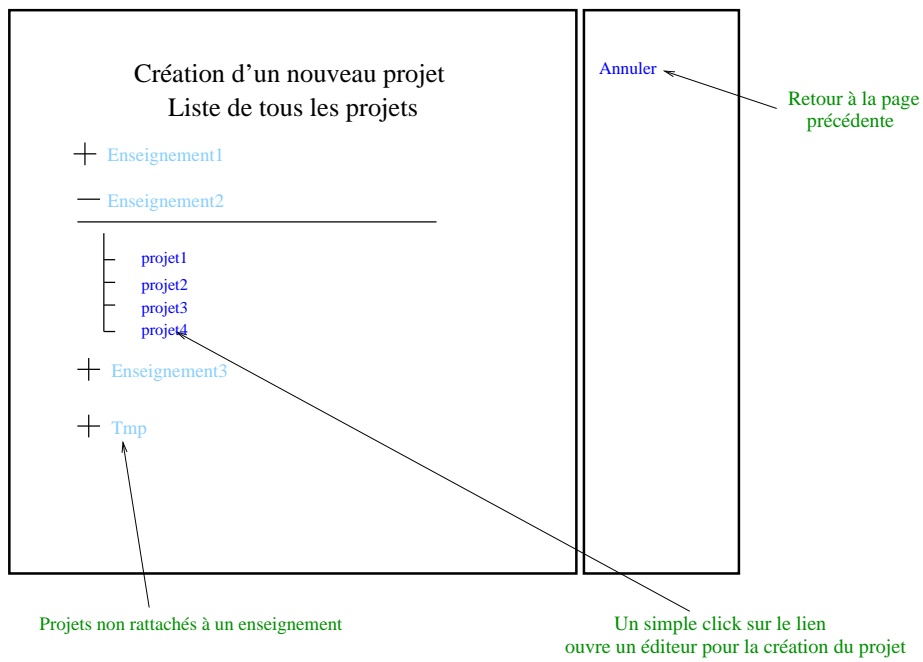 Création d'un nouveau projet
Liste de tous les projets
Enseignement1
Enseignement2
projet1
projet2
projet3
projet4
Enseignement3
Tmp
Annuler
Retour à la page
précédente
Projets non rattachés à un enseignement
Un simple click sur le lien
ouvre un éditeur pour la création du projet